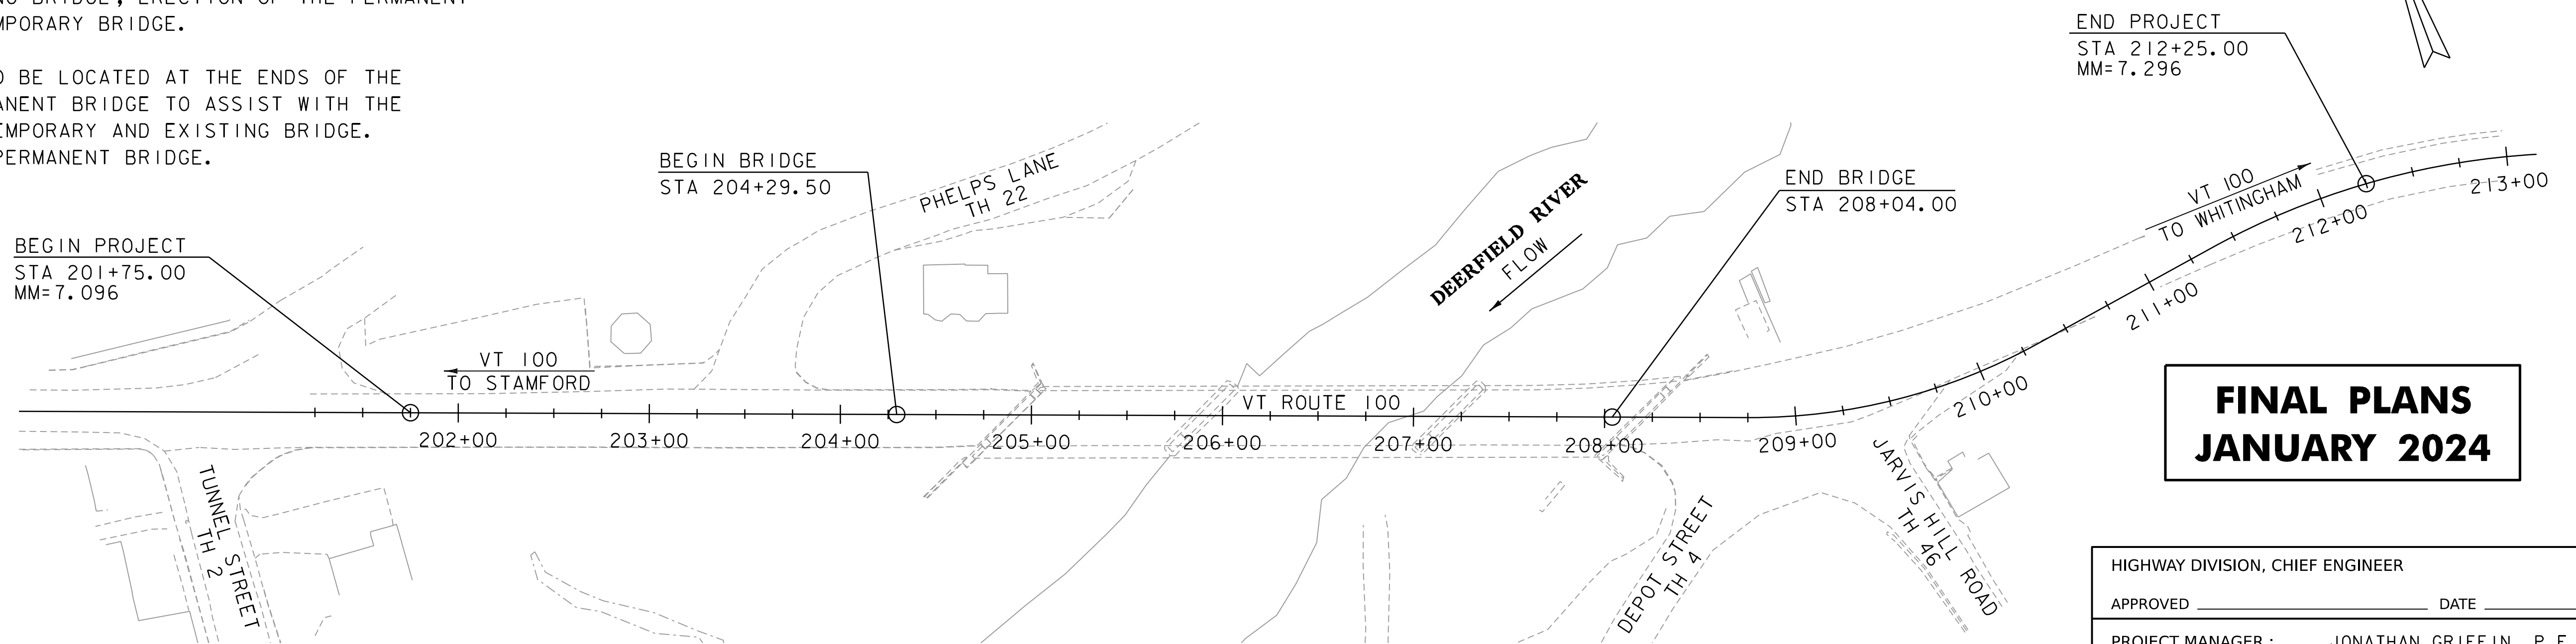 MPORARY BRIDGE.
BE LOCATED AT THE ENDS OF THE
ANENT BRIDGE TO ASSIST WITH THE
EMPORARY AND EXISTING BRIDGE.
PERMANENT BRIDGE.
BEGIN PROJECT
STA 201+75.00
MM=7.096
BEGIN BRIDGE
STA 204+29.50
PHELPS LANE
TH 22
DEERFIELD RIVER
FLOW
END BRIDGE
STA 208+04.00
END PROJECT
STA 212+25.00
MM=7.296
VT 100
TO WHITINGHAM
VT 100
TO STAMFORD
VT ROUTE 100
202+00
203+00
204+00
205+00
206+00
207+00
208+00
209+00
210+00
211+00
212+00
213+00
TUNNEL STREET
TH 2
DEPOT STREET
TH 4
JARVIS HILL ROAD
TH 46
FINAL PLANS
JANUARY 2024
HIGHWAY DIVISION, CHIEF ENGINEER
APPROVED DATE
PROJECT MANAGER : JONATHAN GRIFFIN, P.E.